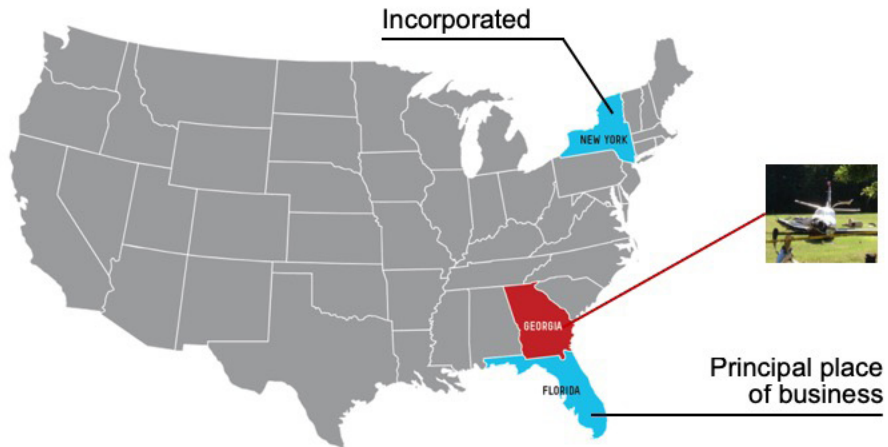 Incorporated
NEW YORK
GEORGIA
FLORIDA
Principal place
of business